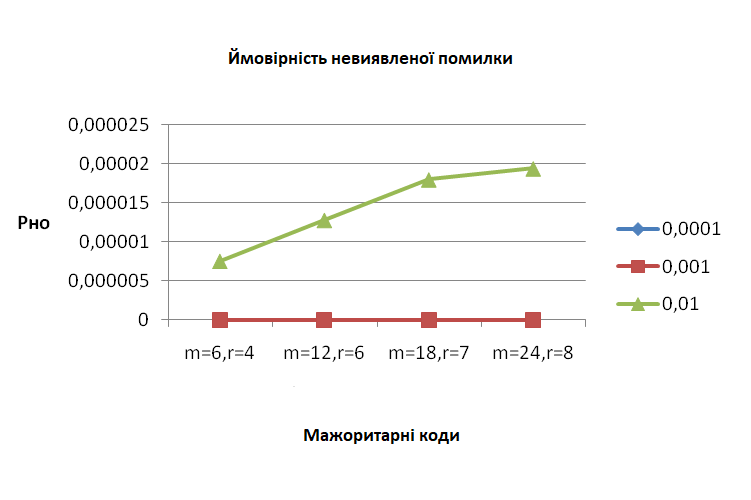 Ймовірність невиявленої помилки
0,000025
0,00002
0,000015
0,00001
0,000005
0
Рно
m=6,r=4
m=12,r=6
m=18,r=7
m=24,r=8
0,0001
0,001
0,01
Мажоритарні коди